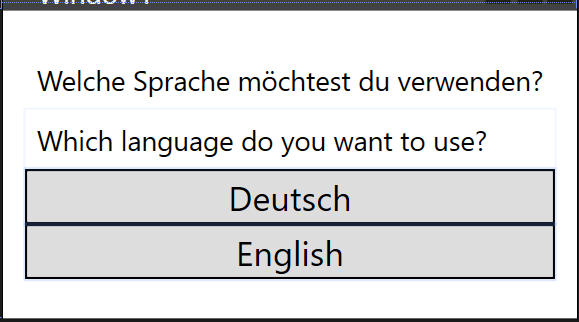 Welche Sprache möchtest du verwenden?
Which language do you want to use?
Deutsch
English